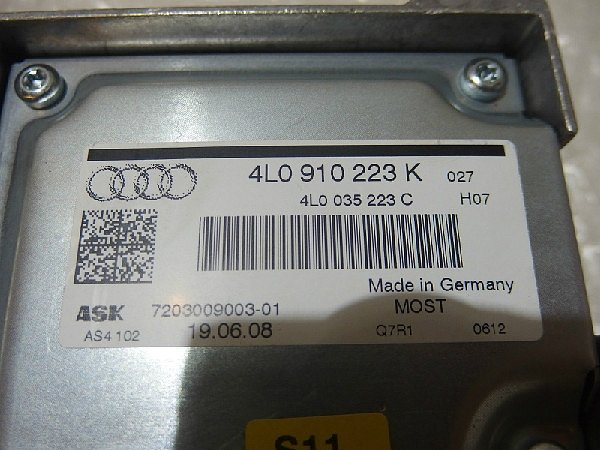 4L0 910 223 K 027
4L0 035 223 C H07
Made in Germany
ASK 7203009003-01 MOST
AS4 102 19.06.08 Q7R1 0612
S11